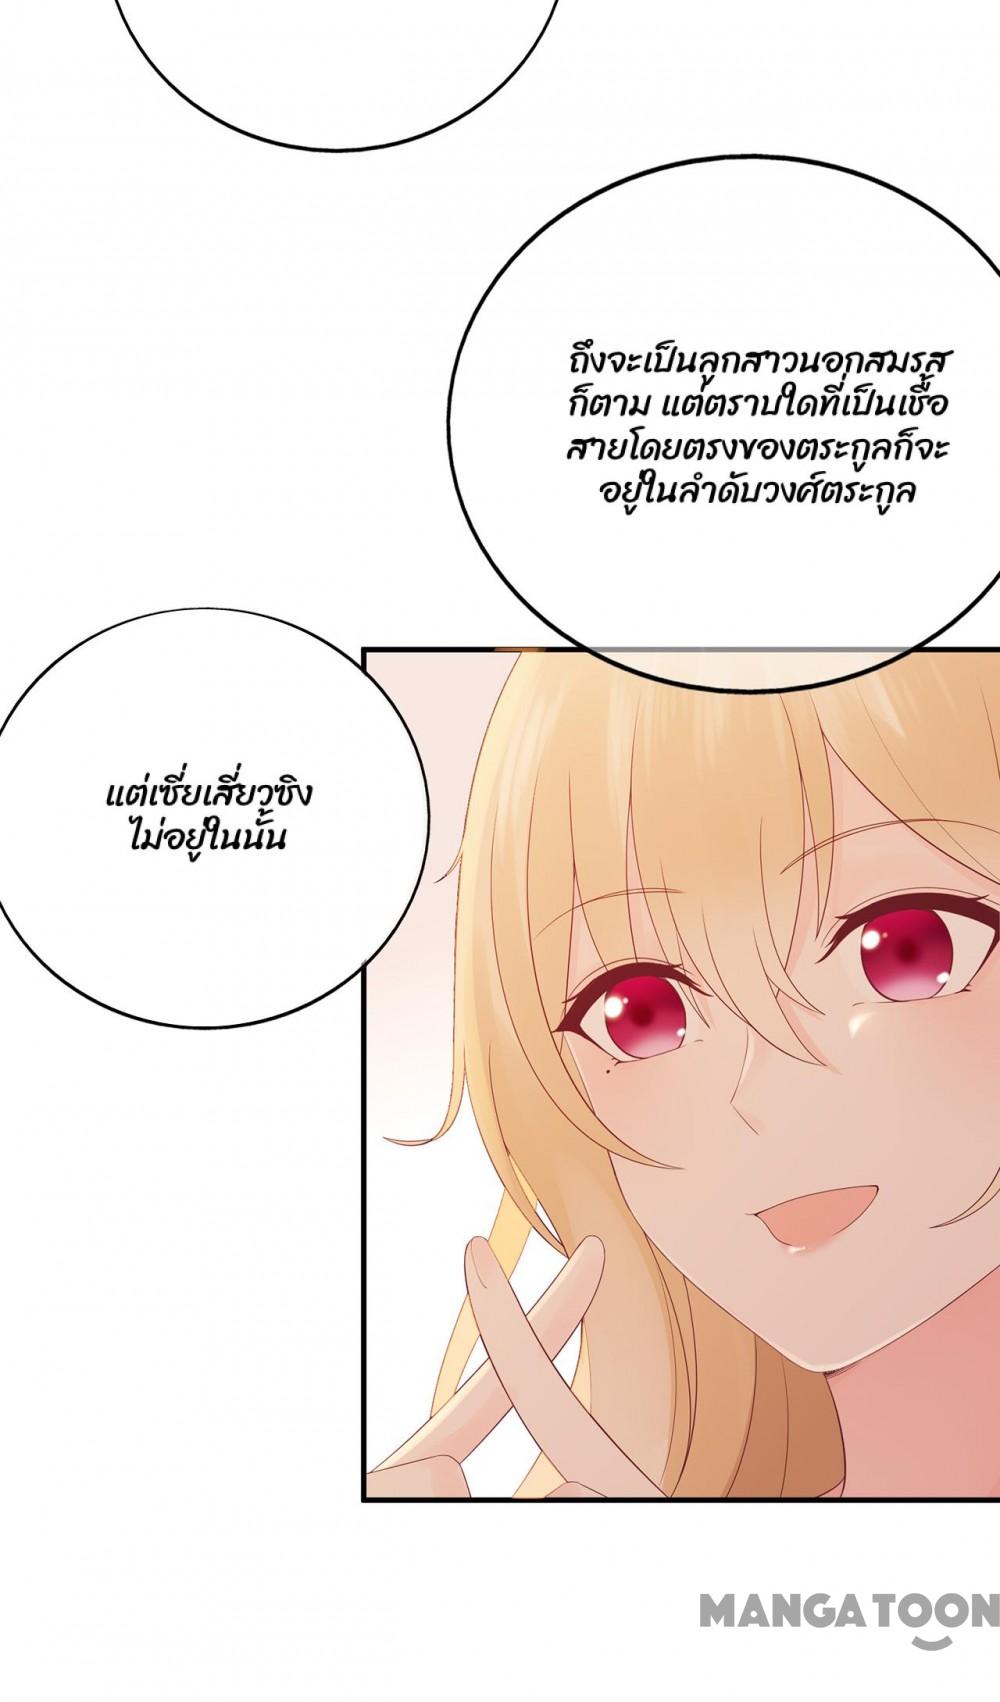 ถึงจะเป็นลูกสาวนอกสมรส
ก็ตาม แต่ตราบใดที่เป็นเชื้อ
สายโดยตรงของตระกูลก็จะ
อยู่ในลำดับวงศ์ตระกูล
แต่เซี่ยเสี่ยวซิง
ไม่อยู่ในนั้น
MANGATOON